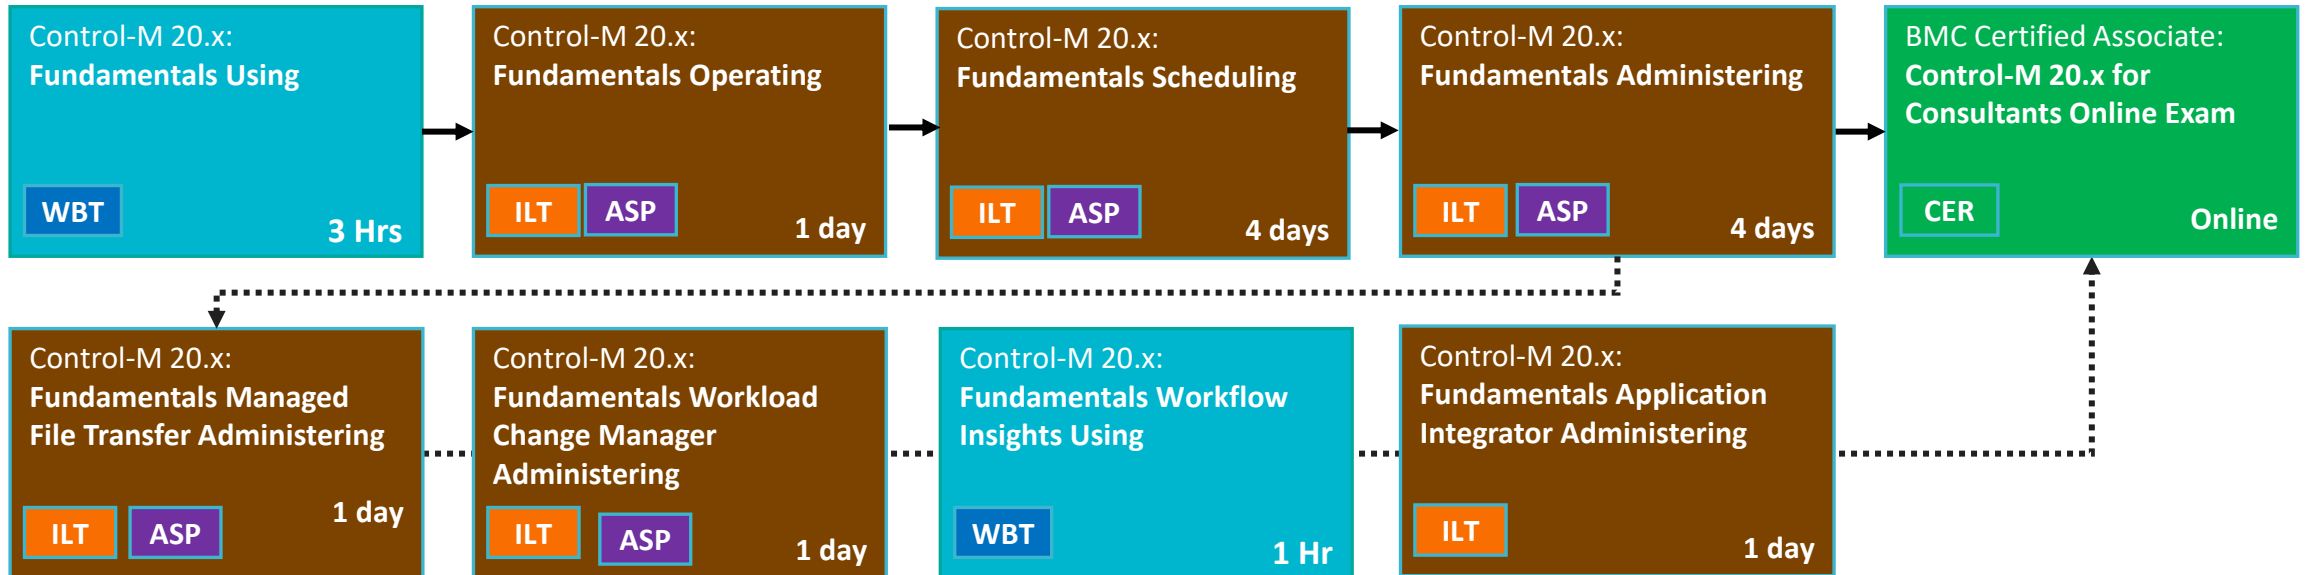 Control-M 20.x:
Fundamentals Using
WBT
3 Hrs
Control-M 20.x:
Fundamentals Operating
ILT
ASP
1 day
Control-M 20.x:
Fundamentals Scheduling
ILT
ASP
4 days
Control-M 20.x:
Fundamentals Administering
ILT
ASP
4 days
BMC Certified Associate:
Control-M 20.x for
Consultants Online Exam
CER
Online
Control-M 20.x:
Fundamentals Managed
File Transfer Administering
ILT
ASP
1 day
Control-M 20.x:
Fundamentals Workload
Change Manager
Administering
ILT
ASP
1 day
Control-M 20.x:
Fundamentals Workflow
Insights Using
WBT
1 Hr
Control-M 20.x:
Fundamentals Application
Integrator Administering
ILT
1 day